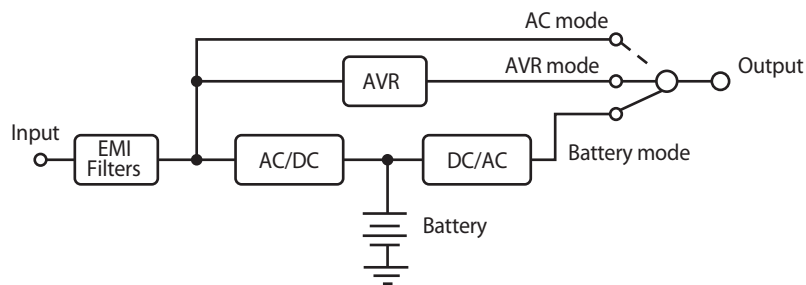 AC mode
AVR
AVR mode
Output
Input
EMI
Filters
AC/DC
DC/AC
Battery mode
Battery